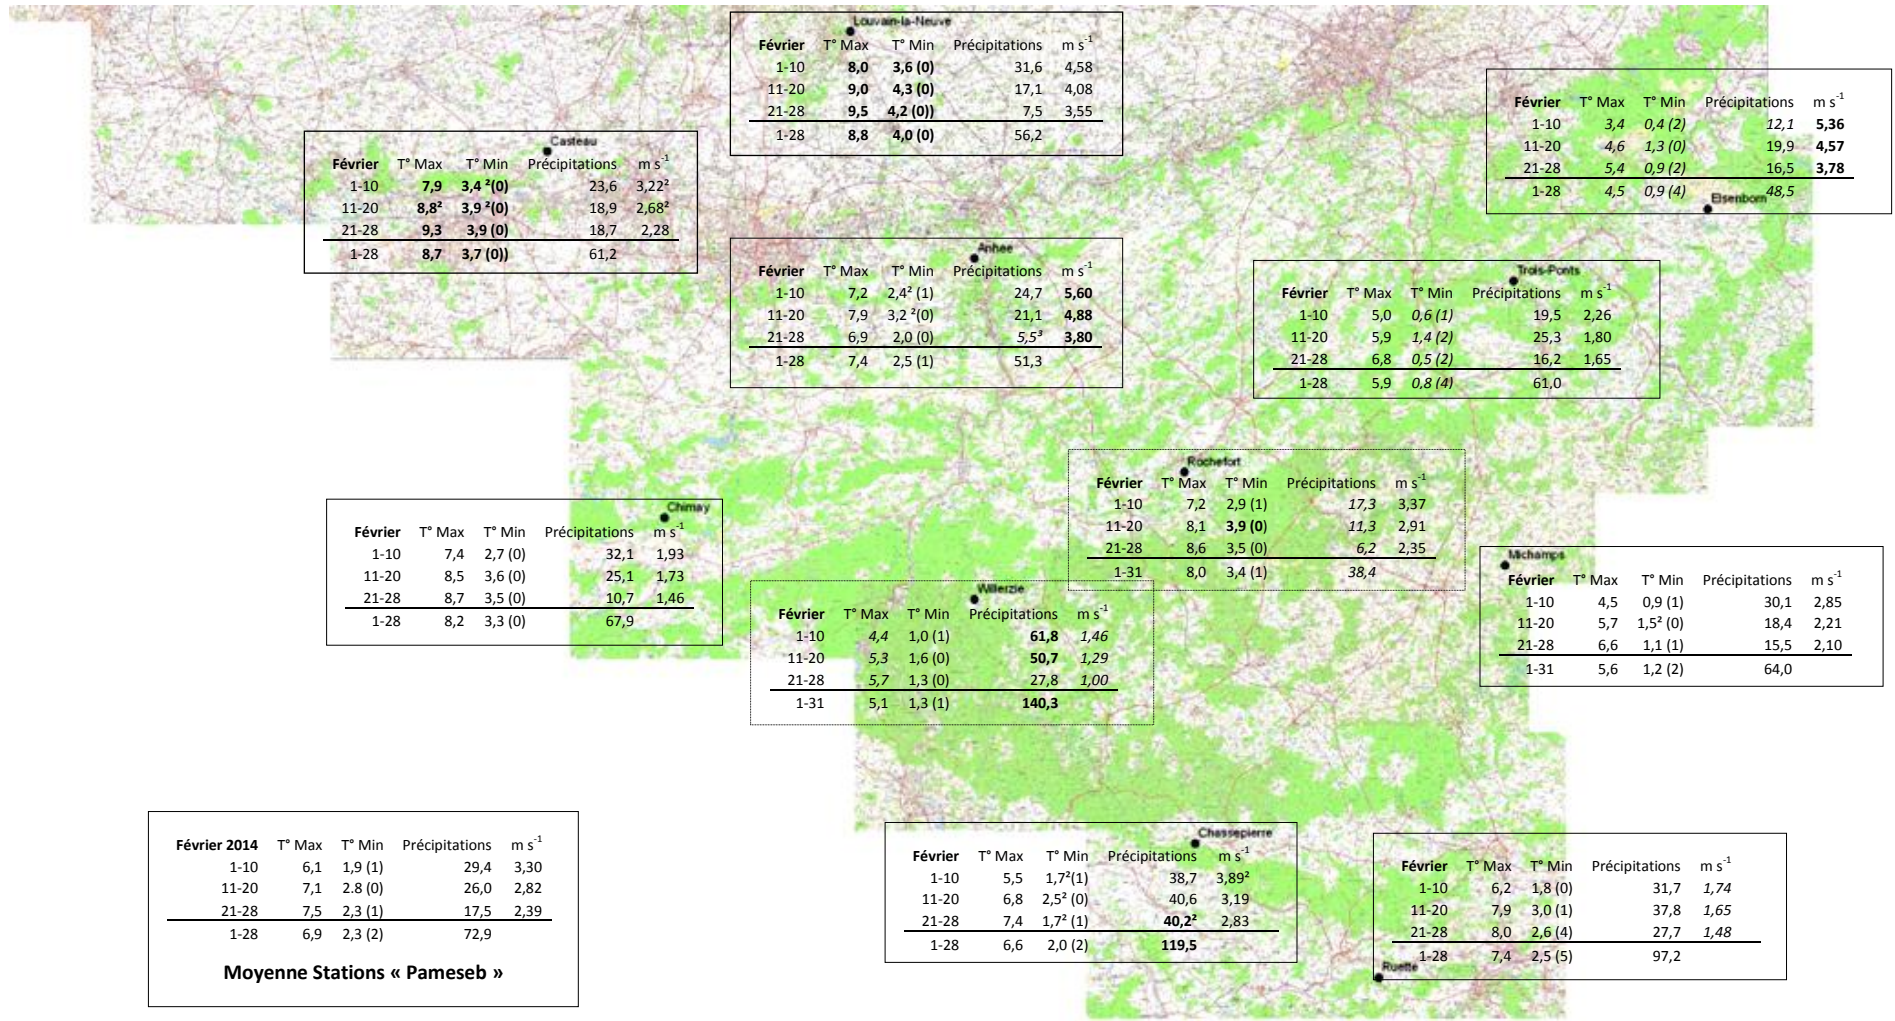 Louvain-la-Neuve
Février T° Max T° Min Précipitations m s⁻¹
1-10 8,0 3,6 (0) 31,6 4,58
11-20 9,0 4,3 (0) 17,1 4,08
21-28 9,5 4,2 (0)) 7,5 3,55
1-28 8,8 4,0 (0) 56,2
Février T° Max T° Min Précipitations m s⁻¹
1-10 3,4 0,4 (2) 12,1 5,36
11-20 4,6 1,3 (0) 19,9 4,57
21-28 5,4 0,9 (2) 16,5 3,78
1-28 4,5 0,9 (4) 48,5
Elsenborn
Casteau
Février T° Max T° Min Précipitations m s⁻¹
1-10 7,9 3,4 ²(0) 23,6 3,22²
11-20 8,8² 3,9 ²(0) 18,9 2,68²
21-28 9,3 3,9 (0) 18,7 2,28
1-28 8,7 3,7 (0)) 61,2
Anhee
Février T° Max T° Min Précipitations m s⁻¹
1-10 7,2 2,4² (1) 24,7 5,60
11-20 7,9 3,2 ²(0) 21,1 4,88
21-28 6,9 2,0 (0) 5,5³ 3,80
1-28 7,4 2,5 (1) 51,3
Trois-Ponts
Février T° Max T° Min Précipitations m s⁻¹
1-10 5,0 0,6 (1) 19,5 2,26
11-20 5,9 1,4 (2) 25,3 1,80
21-28 6,8 0,5 (2) 16,2 1,65
1-28 5,9 0,8 (4) 61,0
Rochefort
Février T° Max T° Min Précipitations m s⁻¹
1-10 7,2 2,9 (1) 17,3 3,37
11-20 8,1 3,9 (0) 11,3 2,91
21-28 8,6 3,5 (0) 6,2 2,35
1-31 8,0 3,4 (1) 38,4
Chimay
Février T° Max T° Min Précipitations m s⁻¹
1-10 7,4 2,7 (0) 32,1 1,93
11-20 8,5 3,6 (0) 25,1 1,73
21-28 8,7 3,5 (0) 10,7 1,46
1-28 8,2 3,3 (0) 67,9
Michamps
Février T° Max T° Min Précipitations m s⁻¹
1-10 4,5 0,9 (1) 30,1 2,85
11-20 5,7 1,5² (0) 18,4 2,21
21-28 6,6 1,1 (1) 15,5 2,10
1-31 5,6 1,2 (2) 64,0
Willerzie
Février T° Max T° Min Précipitations m s⁻¹
1-10 4,4 1,0 (1) 61,8 1,46
11-20 5,3 1,6 (0) 50,7 1,29
21-28 5,7 1,3 (0) 27,8 1,00
1-31 5,1 1,3 (1) 140,3
Février 2014 T° Max T° Min Précipitations m s⁻¹
1-10 6,1 1,9 (1) 29,4 3,30
11-20 7,1 2.8 (0) 26,0 2,82
21-28 7,5 2,3 (1) 17,5 2,39
1-28 6,9 2,3 (2) 72,9
Moyenne Stations « Pameseb »
Chassepierre
Février T° Max T° Min Précipitations m s⁻¹
1-10 5,5 1,7²(1) 38,7 3,89²
11-20 6,8 2,5² (0) 40,6 3,19
21-28 7,4 1,7² (1) 40,2² 2,83
1-28 6,6 2,0 (2) 119,5
Février T° Max T° Min Précipitations m s⁻¹
1-10 6,2 1,8 (0) 31,7 1,74
11-20 7,9 3,0 (1) 37,8 1,65
21-28 8,0 2,6 (4) 27,7 1,48
1-28 7,4 2,5 (5) 97,2
Ruette